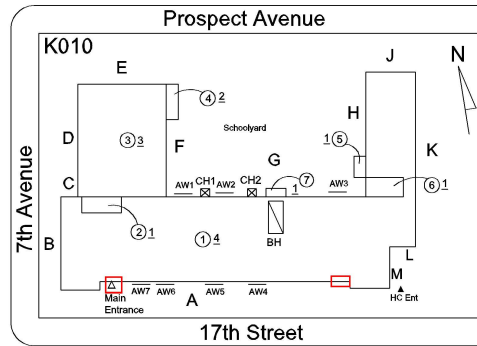 Prospect Avenue
K010
E
J
N
4 2
D
3 3
F
Schoolyard
H
1 5
K
7th Avenue
C
G
AW1
CH1
AW2
CH2
7
1
AW3
6 1
2 1
B
1 4
BH
L
M
Main
Entrance
AW7
AW6
A
AW5
AW4
HC Ent
17th Street